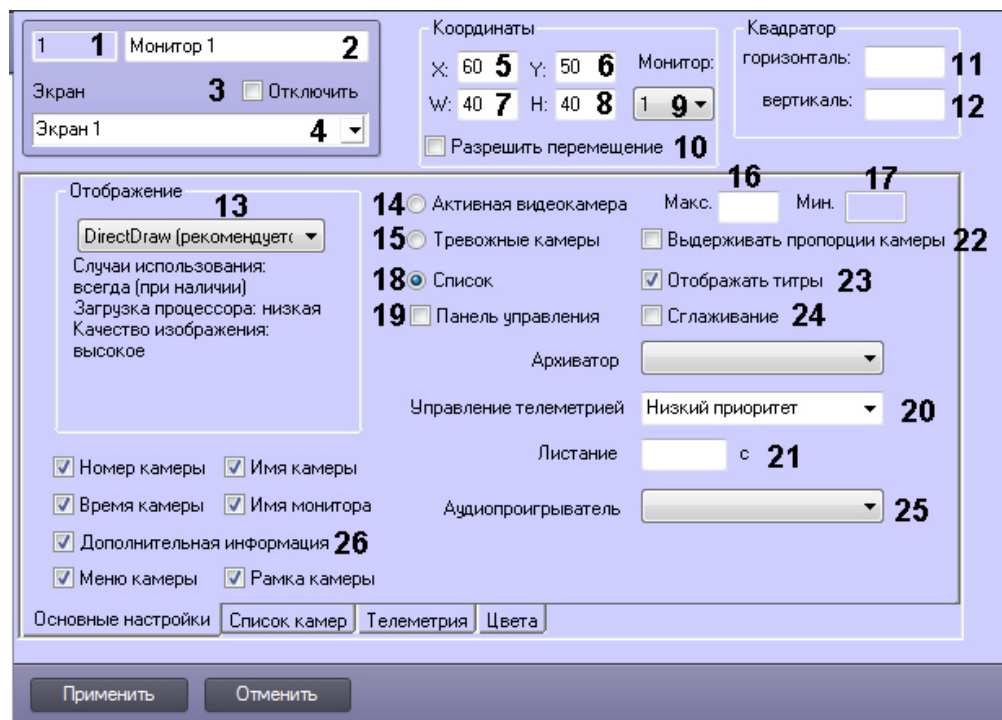 1 1 Монитор 1 2
Экран 3 Отключить
Экран 1 4
Координаты
X: 60 5 Y: 50 6 Монитор:
W: 40 7 H: 40 8 1 9
Разрешить перемещение 10
Квадратор
горизонталь: 11
вертикаль: 12
Отображение
13
DirectDraw (рекомендуетс
Случаи использования:
всегда (при наличии)
Загрузка процессора: низкая
Качество изображения:
высокое
16 17
14 Активная видеокамера Макс. Мин.
15 Тревожные камеры Выдерживать пропорции камеры 22
18 Список Отображать титры 23
19 Панель управления Сглаживание 24
Архиватор
Управление телеметрией Низкий приоритет 20
Листание с 21
Аудиопроигрыватель 25
Номер камеры Имя камеры
Время камеры Имя монитора
Дополнительная информация 26
Меню камеры Рамка камеры
Основные настройки Список камер Телеметрия Цвета
Применить Отменить